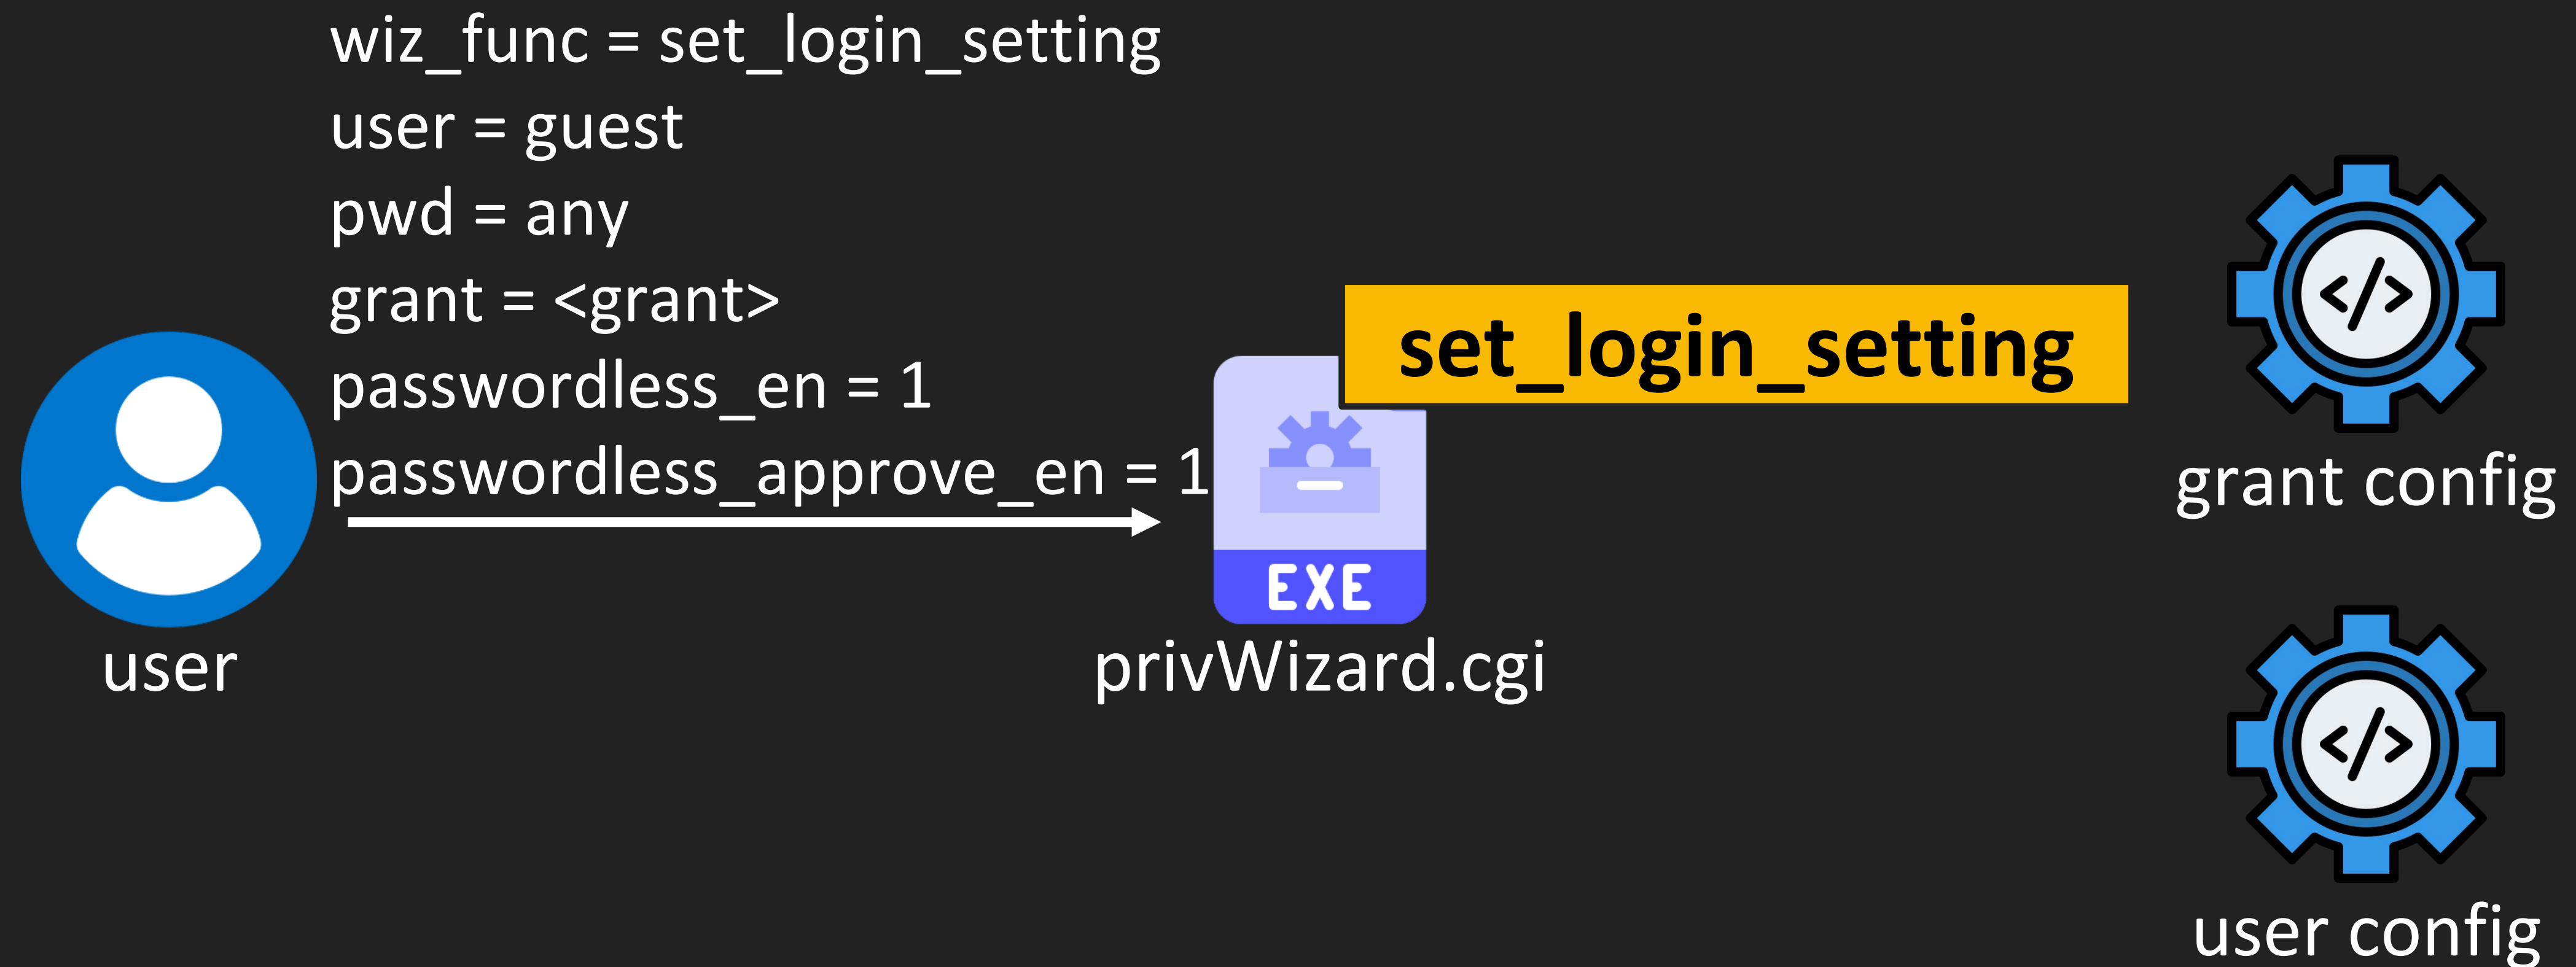 wiz_func = set_login_setting
user = guest
pwd = any
grant = <grant>
passwordless_en = 1
passwordless_approve_en = 1
user
set_login_setting
EXE
privWizard.cgi
</>
grant config
</>
user config